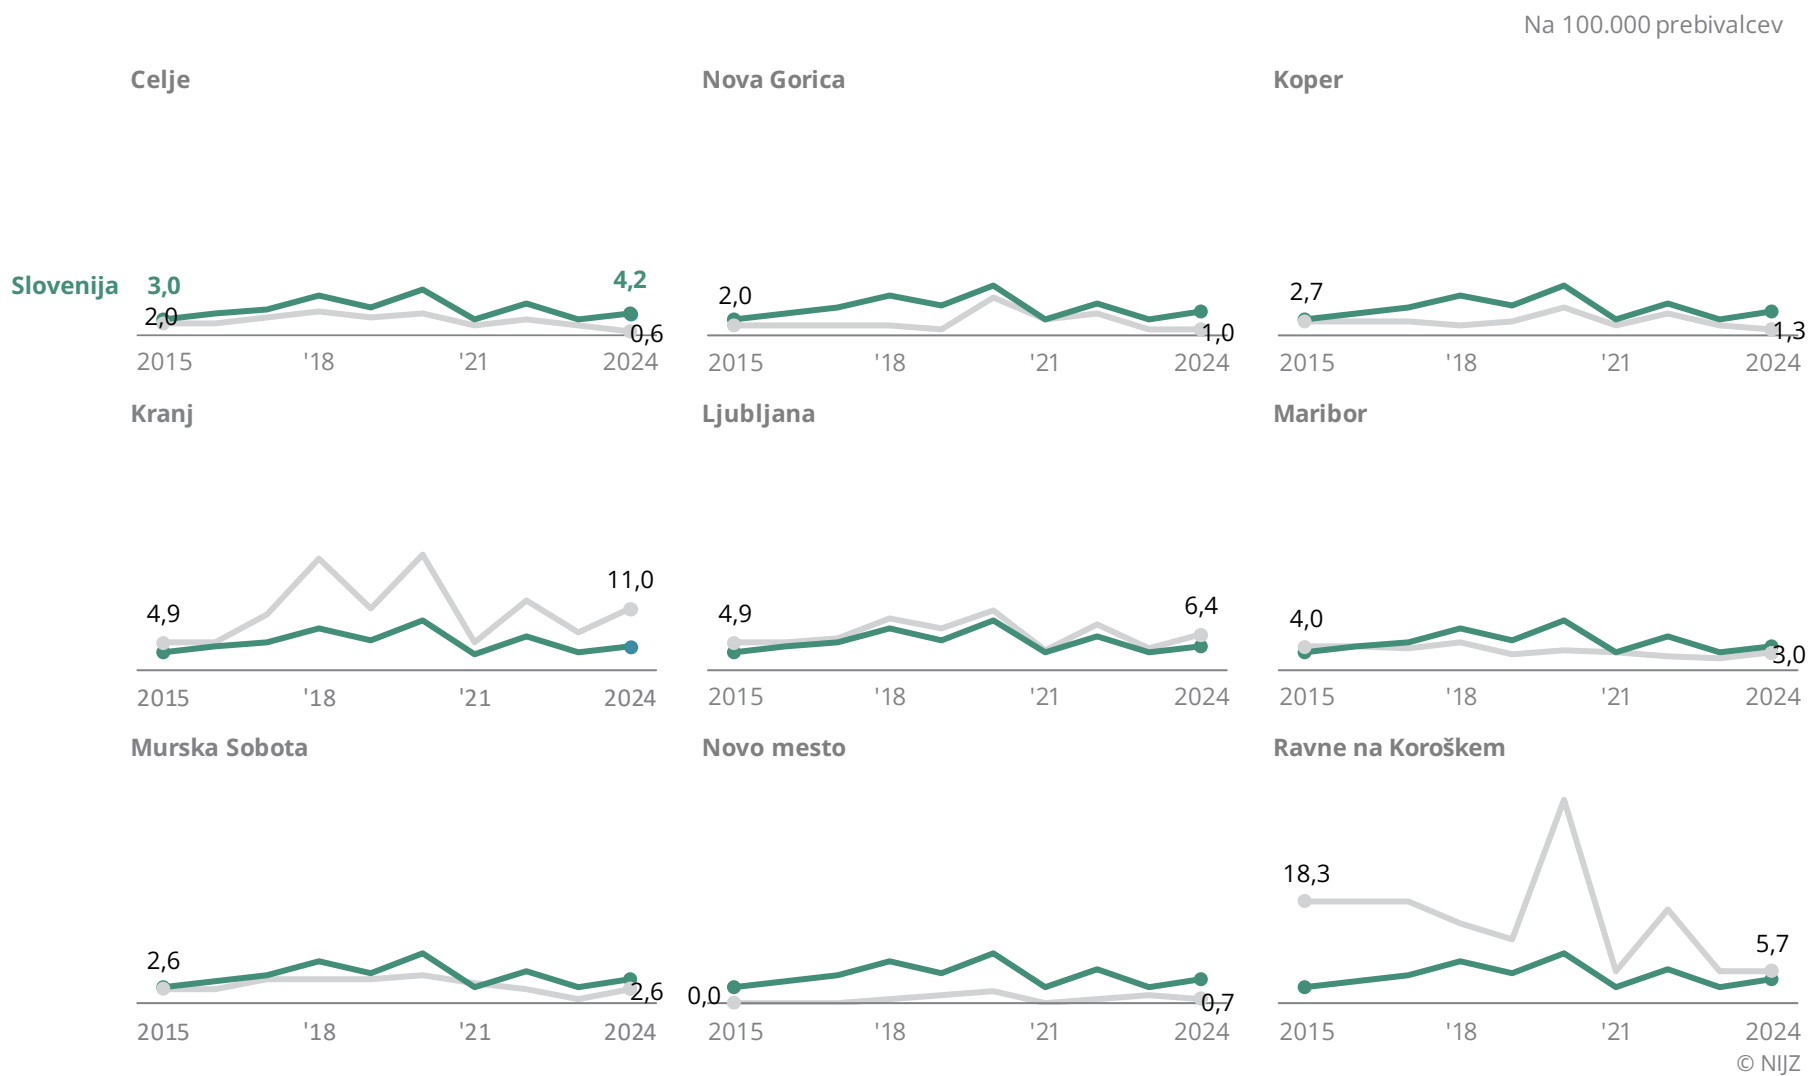 Na 100.000 prebivalcev
Celje
Slovenija
3,0
4,2
2,0
0,6
2015 '18 '21 2024
Nova Gorica
2,0
1,0
2015 '18 '21 2024
Koper
2,7
1,3
2015 '18 '21 2024
Kranj
4,9
11,0
2015 '18 '21 2024
Ljubljana
4,9
6,4
2015 '18 '21 2024
Maribor
4,0
3,0
2015 '18 '21 2024
Murska Sobota
2,6
2,6
2015 '18 '21 2024
Novo mesto
0,0
0,7
2015 '18 '21 2024
Ravne na Koroškem
18,3
5,7
2015 '18 '21 2024
© NIJZ